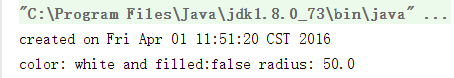 "C:\Program Files\Java\jdk1.8.0_73\bin\java" ...
created on Fri Apr 01 11:51:20 CST 2016
color: white and filled:false radius: 50.0